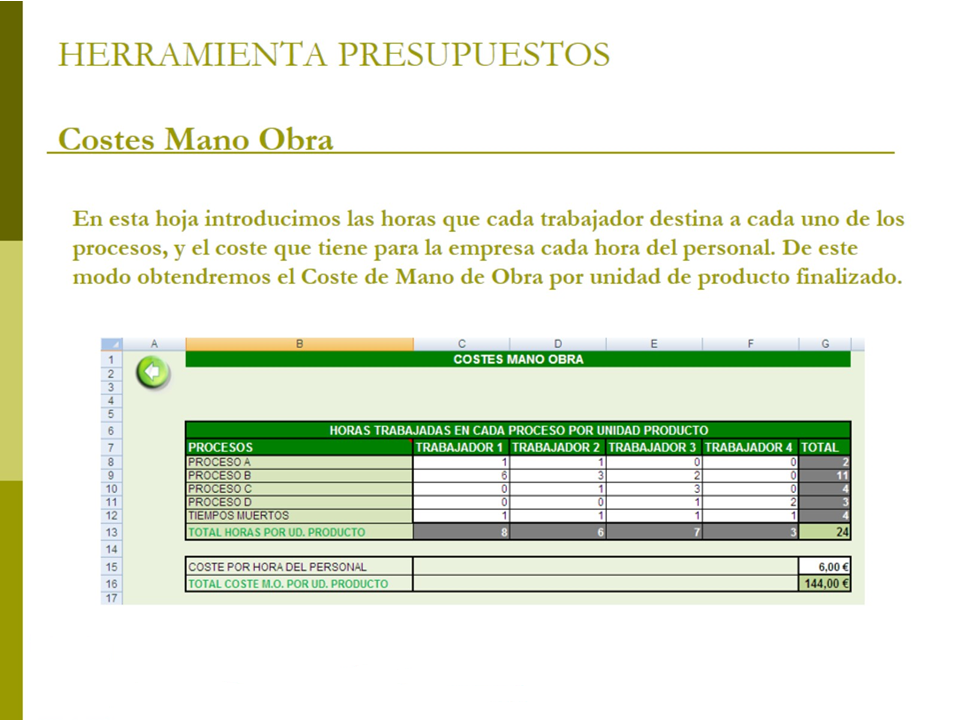 HERRAMIENTA PRESUPUESTOS
Costes Mano Obra
En esta hoja introducimos las horas que cada trabajador destina a cada uno de los
procesos, y el coste que tiene para la empresa cada hora del personal. De este
modo obtendremos el Coste de Mano de Obra por unidad de producto finalizado.
A B C D E F G
1 COSTES MANO OBRA
2
3
4
5
6 HORAS TRABAJADAS EN CADA PROCESO POR UNIDAD PRODUCTO
7 PROCESOS TRABAJADOR 1 TRABAJADOR 2 TRABAJADOR 3 TRABAJADOR 4 TOTAL
8 PROCESO A 1 1 0 0 2
9 PROCESO B 6 3 2 0 11
10 PROCESO C 0 1 3 0 4
11 PROCESO D 0 0 1 2 3
12 TIEMPOS MUERTOS 1 1 1 1 4
13 TOTAL HORAS POR UD. PRODUCTO 8 6 7 3 24
14
15 COSTE POR HORA DEL PERSONAL 6,00 €
16 TOTAL COSTE M.O. POR UD. PRODUCTO 144,00 €
17